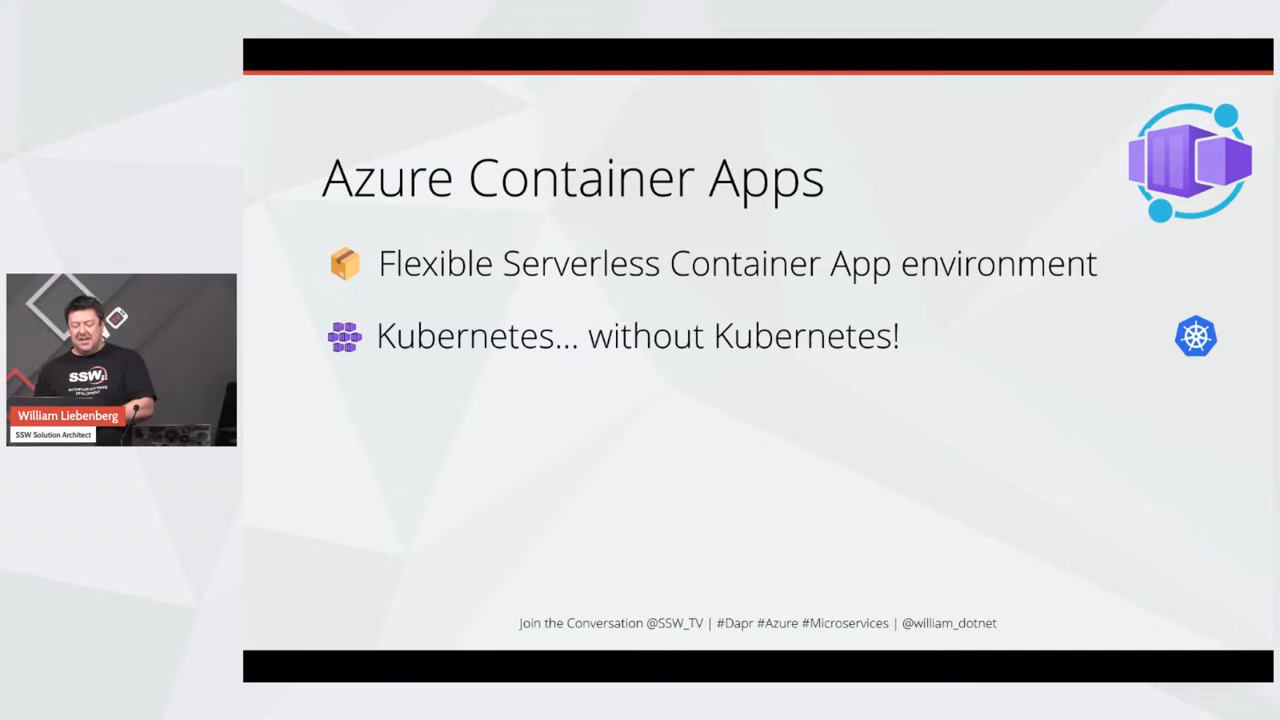 Azure Container Apps
Flexible Serverless Container App environment
Kubernetes... without Kubernetes!
SSW
William Liebenberg
SSW Solution Architect
Join the Conversation @SSW_TV | #Dapr #Azure #Microservices | @william_dotnet